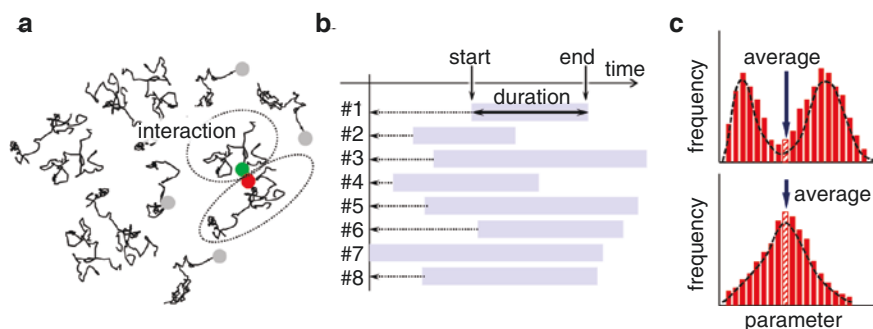 a
interaction
b
start
end
time
#1
duration
#2
#3
#4
#5
#6
#7
#8
c
average
frequency
average
frequency
parameter